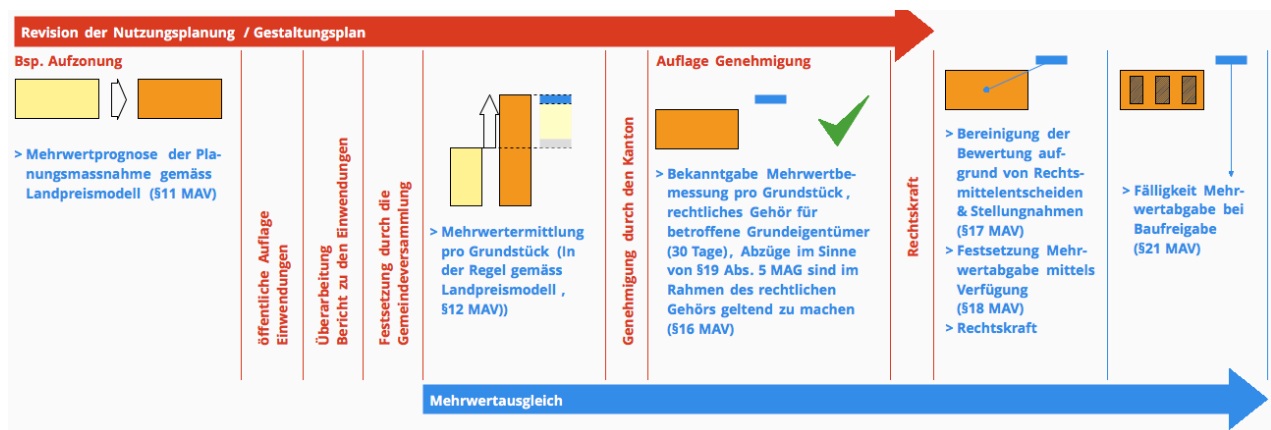 Revision der Nutzungsplanung / Gestaltungsplan
Bsp. Aufzonung
> Mehrwertprognose der Pla-
nungsmassnahme gemäss
Landpreismodell (§11 MAV)
öffentliche Auflage
Einwendungen
Überarbeitung
Bericht zu den Einwendungen
Festsetzung durch die
Gemeindeversammlung
> Mehrwertermittlung
pro Grundstück (In
der Regel gemäss
Landpreismodell ,
§12 MAV))
Genehmigung durch den Kanton
Auflage Genehmigung
> Bekanntgabe Mehrwertbe-
messung pro Grundstück ,
rechtliches Gehör für
betroffene Grundeigentümer
(30 Tage), Abzüge im Sinne
von §19 Abs. 5 MAG sind im
Rahmen des rechtlichen
Gehörs geltend zu machen
(§16 MAV)
Rechtskraft
> Bereinigung der
Bewertung auf-
grund von Rechts-
mittelentscheiden
& Stellungnahmen
(§17 MAV)
> Festsetzung Mehr-
wertabgabe mittels
Verfügung
(§18 MAV)
> Rechtskraft
> Fälligkeit Mehr-
wertabgabe bei
Baufreigabe
(§21 MAV)
Mehrwertausgleich